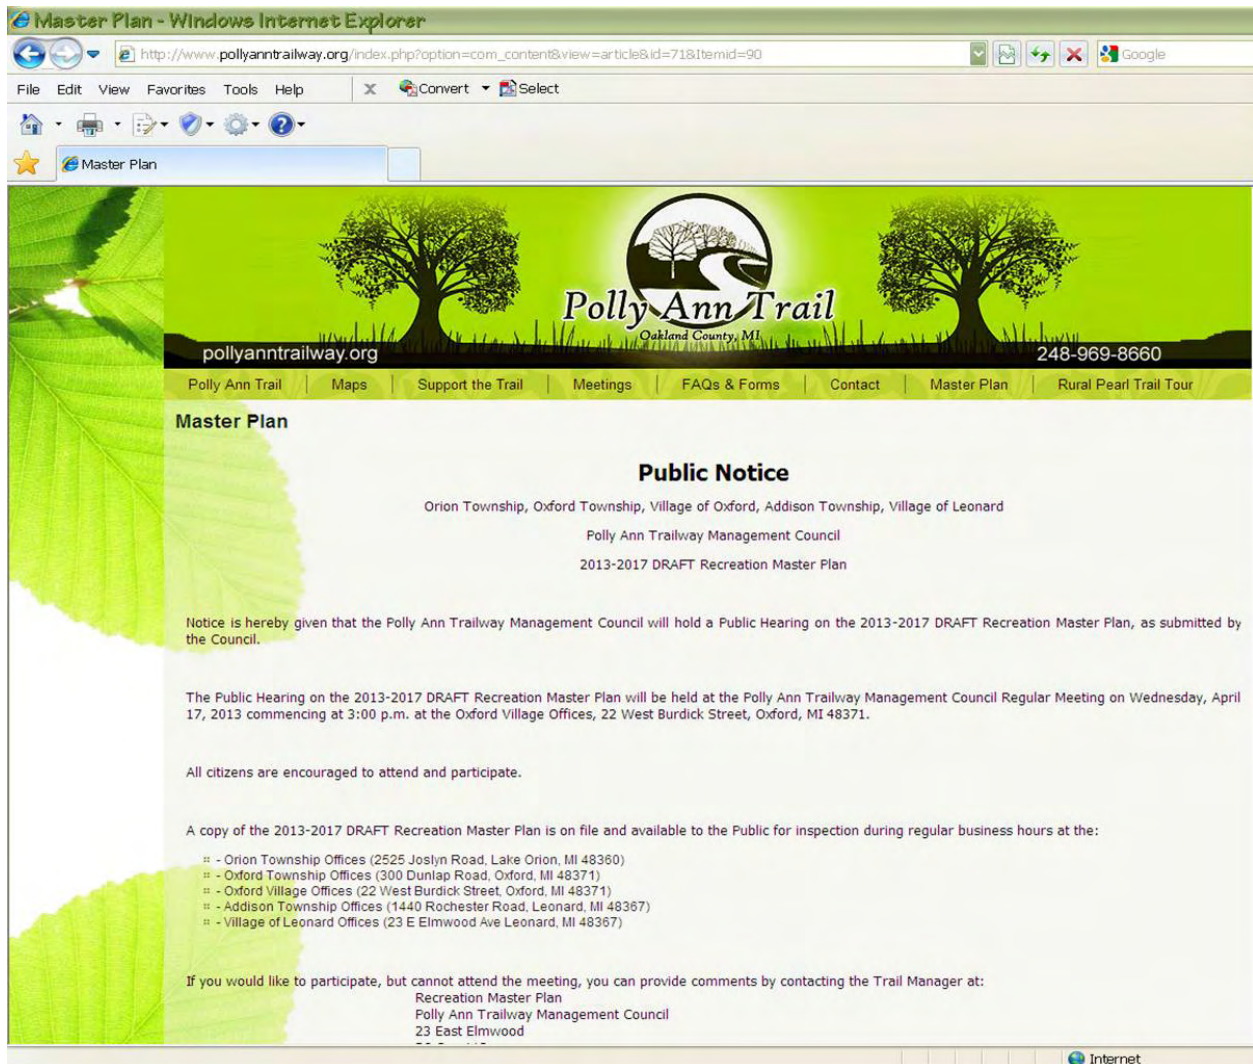 Master Plan - Windows Internet Explorer
http://www.pollyanntrailway.org/index.php?option=com_content&view=article&id=71&Itemid=90
Google
File Edit View Favorites Tools Help X Convert Select
Master Plan
Polly Ann Trail
Oakland County, MI
pollyanntrailway.org
248-969-8660
Polly Ann Trail | Maps | Support the Trail | Meetings | FAQs & Forms | Contact | Master Plan | Rural Pearl Trail Tour
Master Plan
Public Notice
Orion Township, Oxford Township, Village of Oxford, Addison Township, Village of Leonard
Polly Ann Trailway Management Council
2013-2017 DRAFT Recreation Master Plan
Notice is hereby given that the Polly Ann Trailway Management Council will hold a Public Hearing on the 2013-2017 DRAFT Recreation Master Plan, as submitted by
the Council.
The Public Hearing on the 2013-2017 DRAFT Recreation Master Plan will be held at the Polly Ann Trailway Management Council Regular Meeting on Wednesday, April
17, 2013 commencing at 3:00 p.m. at the Oxford Village Offices, 22 West Burdick Street, Oxford, MI 48371.
All citizens are encouraged to attend and participate.
A copy of the 2013-2017 DRAFT Recreation Master Plan is on file and available to the Public for inspection during regular business hours at the:
- Orion Township Offices (2525 Joslyn Road, Lake Orion, MI 48360)
- Oxford Township Offices (300 Dunlap Road, Oxford, MI 48371)
- Oxford Village Offices (22 West Burdick Street, Oxford, MI 48371)
- Addison Township Offices (1440 Rochester Road, Leonard, MI 48367)
- Village of Leonard Offices (23 E Elmwood Ave Leonard, MI 48367)
If you would like to participate, but cannot attend the meeting, you can provide comments by contacting the Trail Manager at:
Recreation Master Plan
Polly Ann Trailway Management Council
23 East Elmwood
Internet